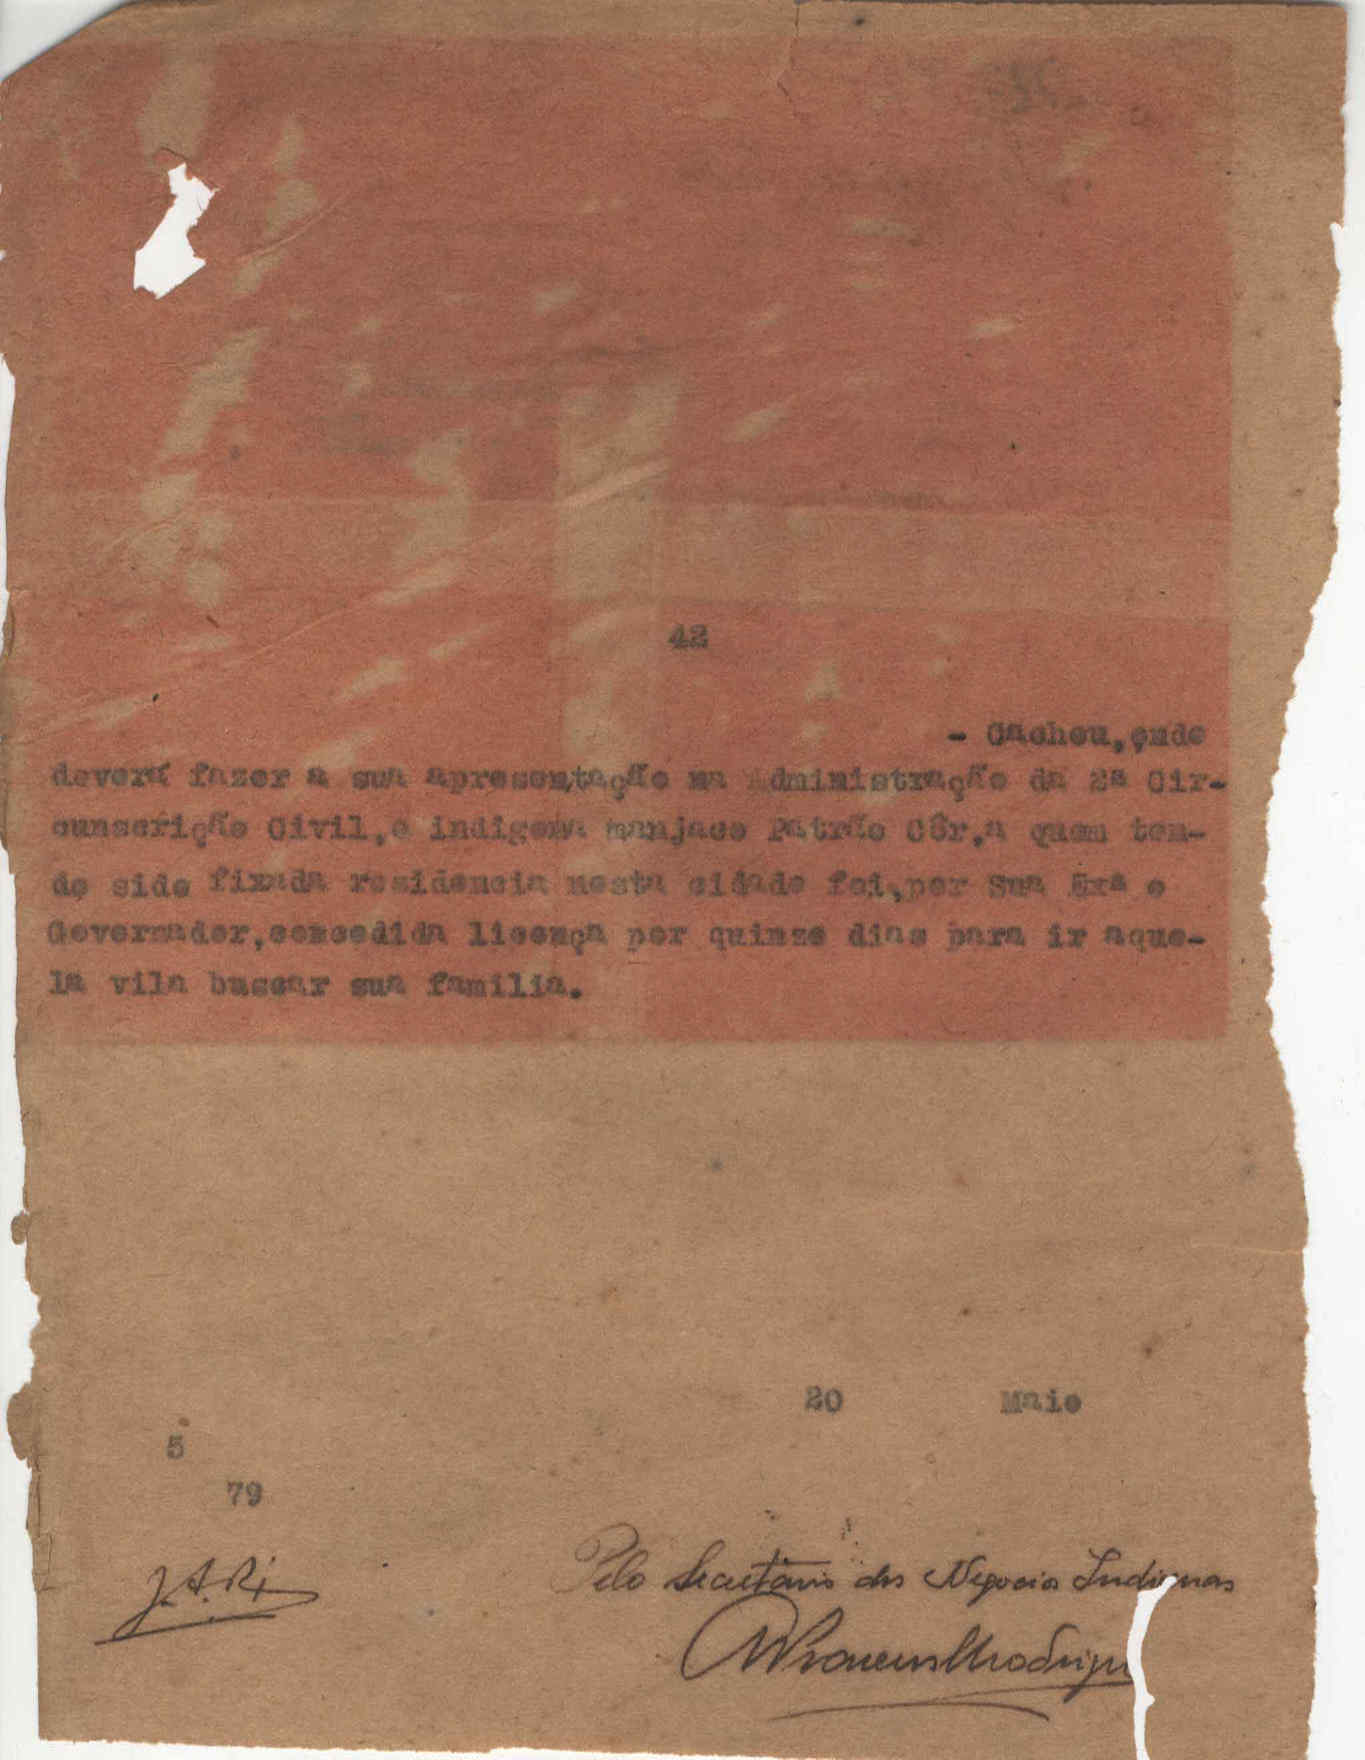 42
- Cacheu, onde
deverá fazer a sua apresentação na Administração da 2ª Cir-
cunscrição Civil, o indigena manjaco Patrão Côr, a quem ten-
do sido fixada residencia nesta cidade foi, por Sua Exª o
Governador, concedida licença por quinze dias para ir aque-
la vila buscar sua familia.
20 Maio
5
79
J.A.Ri
Pelo Secretário dos Negocios Indigenas